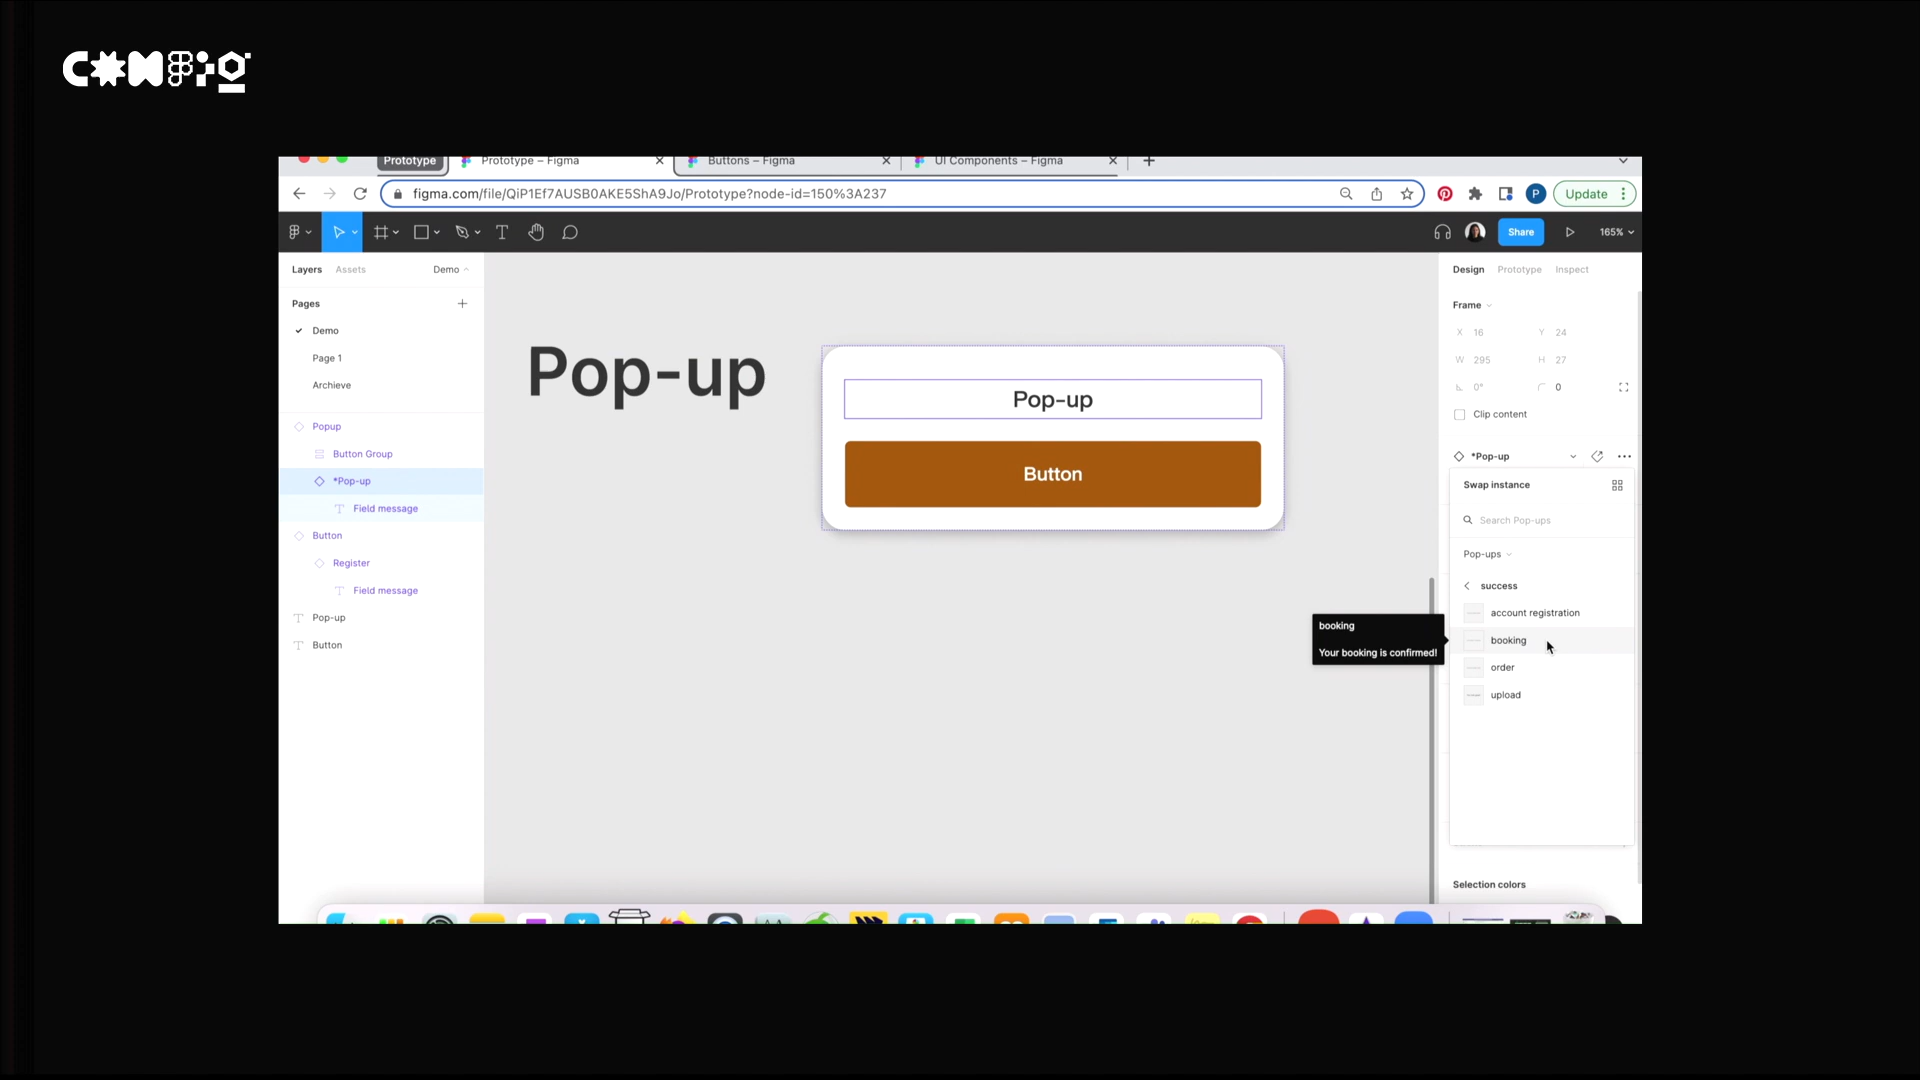 CONFIG
Prototype
Prototype – Figma
Buttons – Figma
UI Components – Figma
figma.com/file/QiP1Ef7AUSB0AKE5ShA9Jo/Prototype?node-id=150%3A237
P
Update
Share
165%
Layers
Assets
Demo
Pages
Demo
Page 1
Archieve
Popup
Button Group
*Pop-up
Field message
Button
Register
Field message
Pop-up
Button
Pop-up
Pop-up
Button
Design
Prototype
Inspect
Frame
X 16
Y 24
W 295
H 27
0°
0
Clip content
*Pop-up
Swap instance
Search Pop-ups
Pop-ups
success
account registration
booking
order
upload
booking
Your booking is confirmed!
Selection colors